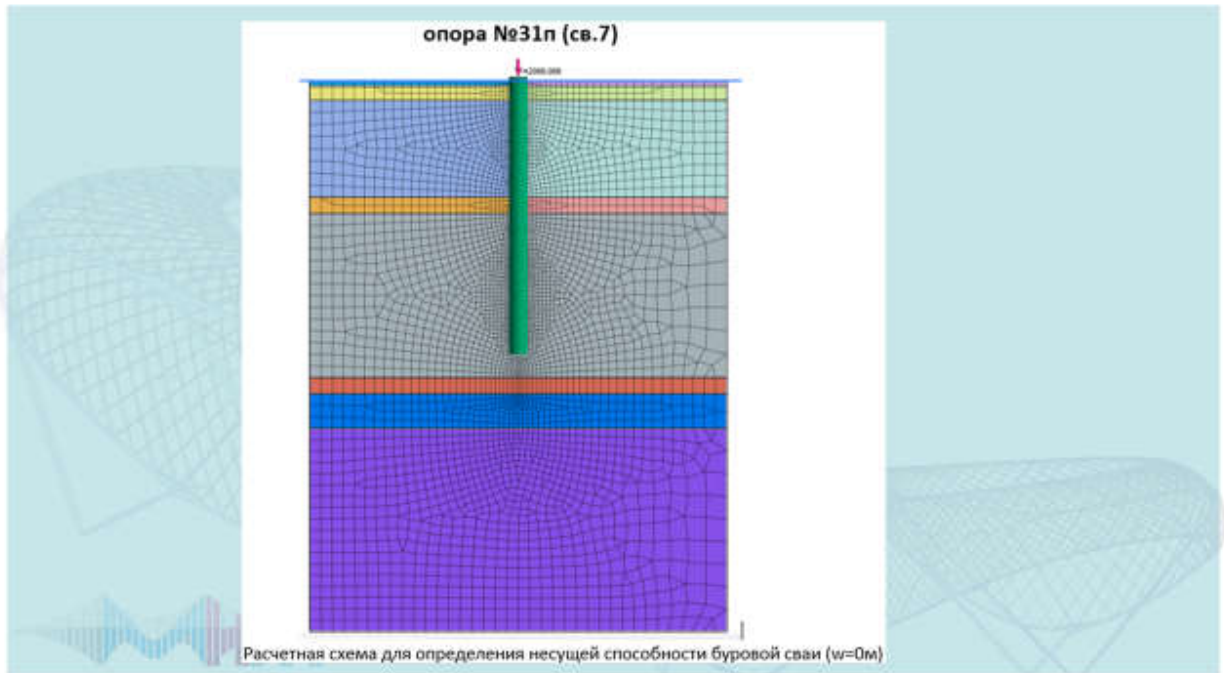 опора №31п (св.7)
Расчетная схема для определения несущей способности буровой сваи (w=0м)